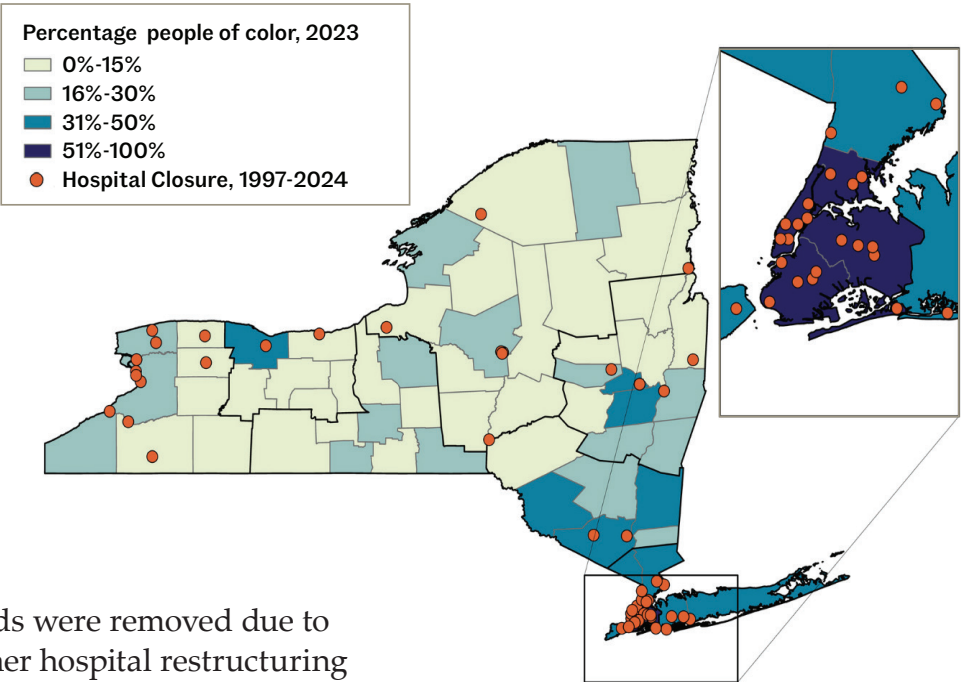 Percentage people of color, 2023
0%-15%
16%-30%
31%-50%
51%-100%
Hospital Closure, 1997-2024
ds were removed due to
her hospital restructuring